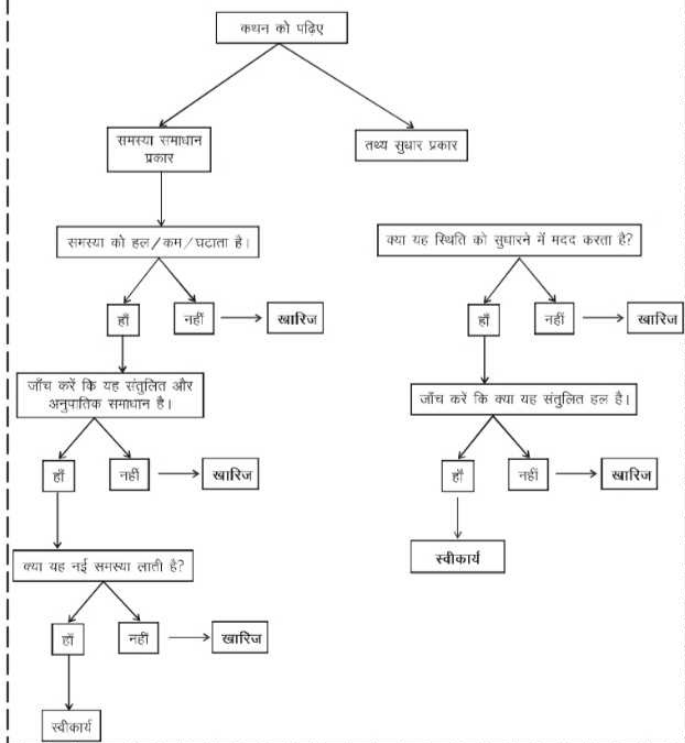 कथन को पढ़िए
समस्या समाधान
प्रकार
तथ्य सुधार प्रकार
समस्या को हल/कम/घटाता है।
क्या यह स्थिति को सुधारने में मदद करता है?
हाँ
नहीं
खारिज
हाँ
नहीं
खारिज
जाँच करें कि यह संतुलित और
अनुपातिक समाधान है।
जाँच करें कि क्या यह संतुलित हल है।
हाँ
नहीं
खारिज
हाँ
नहीं
खारिज
क्या यह नई समस्या लाती है?
स्वीकार्य
हाँ
नहीं
खारिज
स्वीकार्य